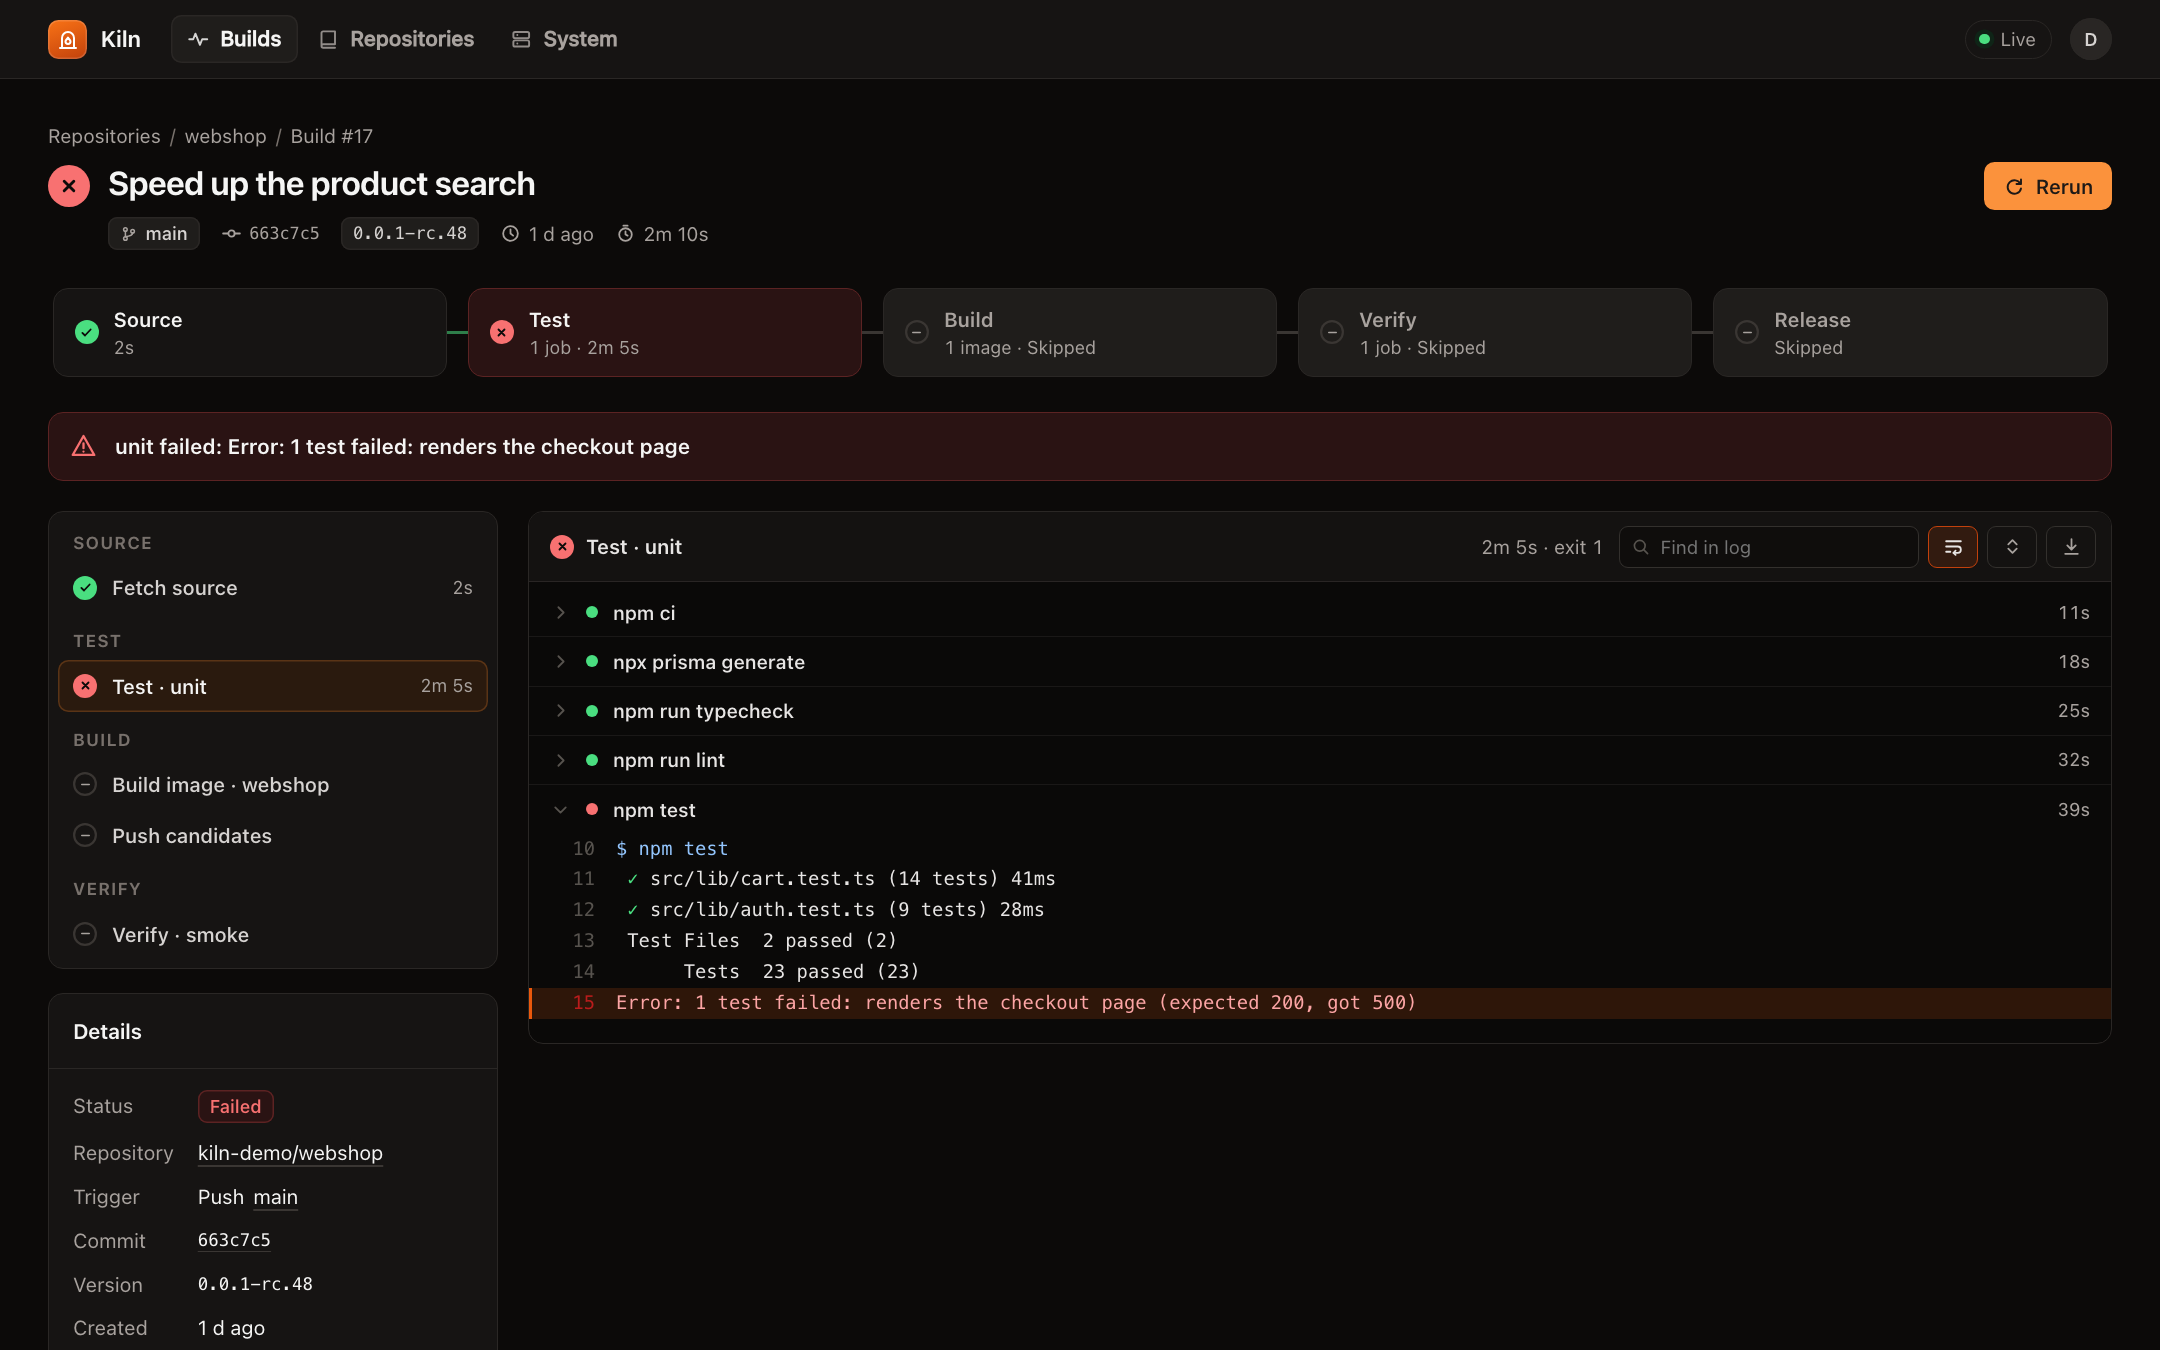 Kiln
Builds
Repositories
System
Live
D
Repositories / webshop / Build #17
Speed up the product search
Rerun
main
663c7c5
0.0.1-rc.48
1 d ago
2m 10s
Source
2s
Test
1 job · 2m 5s
Build
1 image · Skipped
Verify
1 job · Skipped
Release
Skipped
unit failed: Error: 1 test failed: renders the checkout page
SOURCE
Fetch source 2s
TEST
Test · unit 2m 5s
BUILD
Build image · webshop
Push candidates
VERIFY
Verify · smoke
Details
Status Failed
Repository kiln-demo/webshop
Trigger Push main
Commit 663c7c5
Version 0.0.1-rc.48
Created 1 d ago
Test · unit 2m 5s · exit 1 Find in log
npm ci 11s
npx prisma generate 18s
npm run typecheck 25s
npm run lint 32s
npm test 39s
10 $ npm test
11 ✓ src/lib/cart.test.ts (14 tests) 41ms
12 ✓ src/lib/auth.test.ts (9 tests) 28ms
13 Test Files 2 passed (2)
14 Tests 23 passed (23)
15 Error: 1 test failed: renders the checkout page (expected 200, got 500)